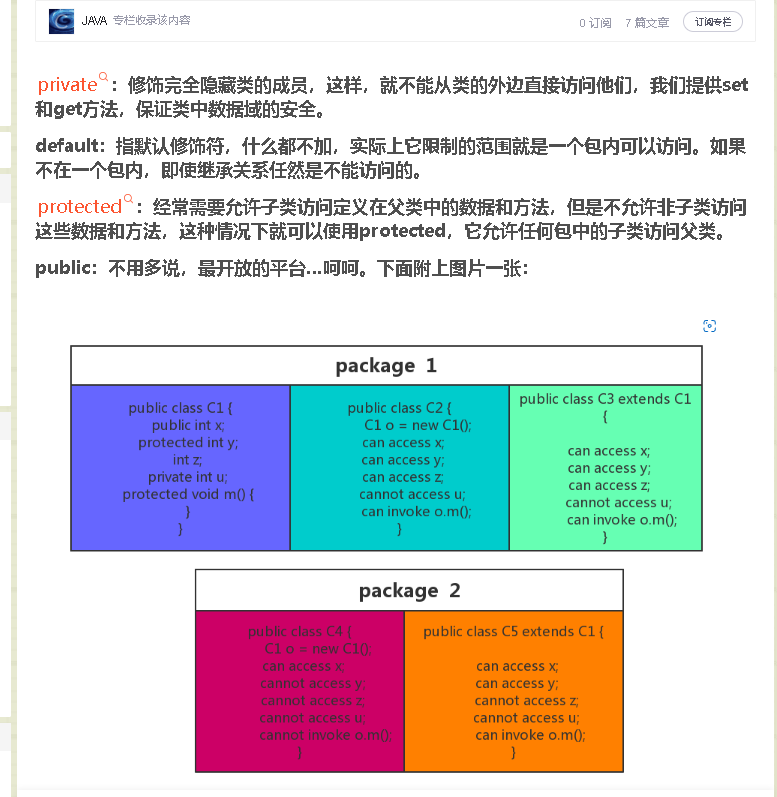 JAVA 专栏收录该内容 0 订阅 7 篇文章 订阅专栏
private：修饰完全隐藏类的成员，这样，就不能从类的外边直接访问他们，我们提供set
和get方法，保证类中数据域的安全。
default：指默认修饰符，什么都不加，实际上它限制的范围就是一个包内可以访问。如果
不在一个包内，即使继承关系任然是不能访问的。
protected：经常需要允许子类访问定义在父类中的数据和方法，但是不允许非子类访问
这些数据和方法，这种情况下就可以使用protected，它允许任何包中的子类访问父类。
public：不用多说，最开放的平台...呵呵。下面附上图片一张：
package 1
public class C1 {
public int x;
protected int y;
int z;
private int u;
protected void m() {
}
}
public class C2 {
C1 o = new C1();
can access x;
can access y;
can access z;
cannot access u;
can invoke o.m();
}
public class C3 extends C1
{
can access x;
can access y;
can access z;
cannot access u;
can invoke o.m();
}
package 2
public class C4 {
C1 o = new C1();
can access x;
cannot access y;
cannot access z;
cannot access u;
cannot invoke o.m();
}
public class C5 extends C1 {
can access x;
can access y;
cannot access z;
cannot access u;
can invoke o.m();
}